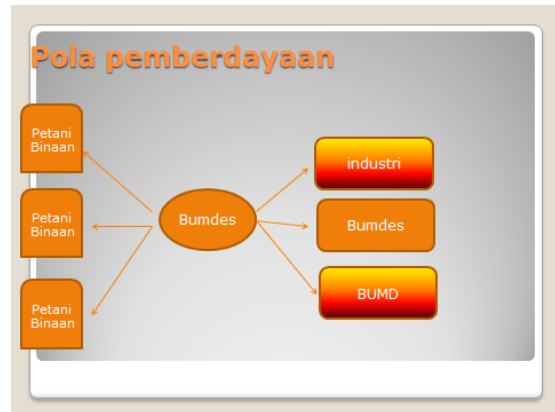 Pola pemberdayaan
Petani
Binaan
Petani
Binaan
Petani
Binaan
Bumdes
industri
Bumdes
BUMD